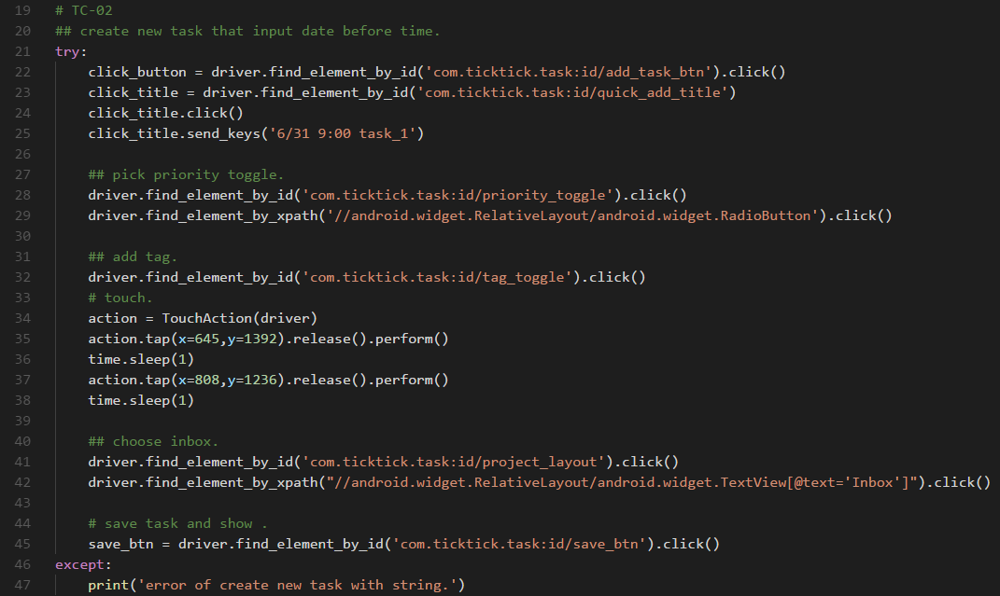 19 # TC-02
20 ## create new task that input date before time.
21 try:
22 click_button = driver.find_element_by_id('com.ticktick.task:id/add_task_btn').click()
23 click_title = driver.find_element_by_id('com.ticktick.task:id/quick_add_title')
24 click_title.click()
25 click_title.send_keys('6/31 9:00 task_1')
26
27 ## pick priority toggle.
28 driver.find_element_by_id('com.ticktick.task:id/priority_toggle').click()
29 driver.find_element_by_xpath('//android.widget.RelativeLayout/android.widget.RadioButton').click()
30
31 ## add tag.
32 driver.find_element_by_id('com.ticktick.task:id/tag_toggle').click()
33 # touch.
34 action = TouchAction(driver)
35 action.tap(x=645,y=1392).release().perform()
36 time.sleep(1)
37 action.tap(x=808,y=1236).release().perform()
38 time.sleep(1)
39
40 ## choose inbox.
41 driver.find_element_by_id('com.ticktick.task:id/project_layout').click()
42 driver.find_element_by_xpath("//android.widget.RelativeLayout/android.widget.TextView[@text='Inbox']").click()
43
44 # save task and show .
45 save_btn = driver.find_element_by_id('com.ticktick.task:id/save_btn').click()
46 except:
47 print('error of create new task with string.')